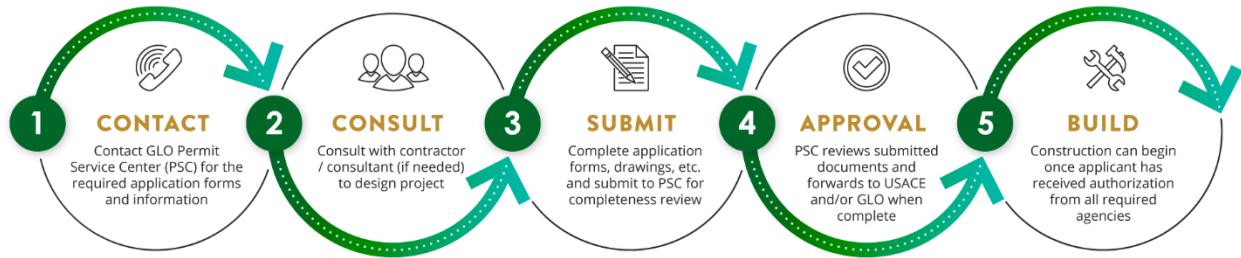 1
CONTACT
Contact GLO Permit
Service Center (PSC) for the
required application forms
and information
2
CONSULT
Consult with contractor
/ consultant (if needed)
to design project
3
SUBMIT
Complete application
forms, drawings, etc.
and submit to PSC for
completeness review
4
APPROVAL
PSC reviews submitted
documents and
forwards to USACE
and/or GLO when
complete
5
BUILD
Construction can begin
once applicant has
received authorization
from all required
agencies